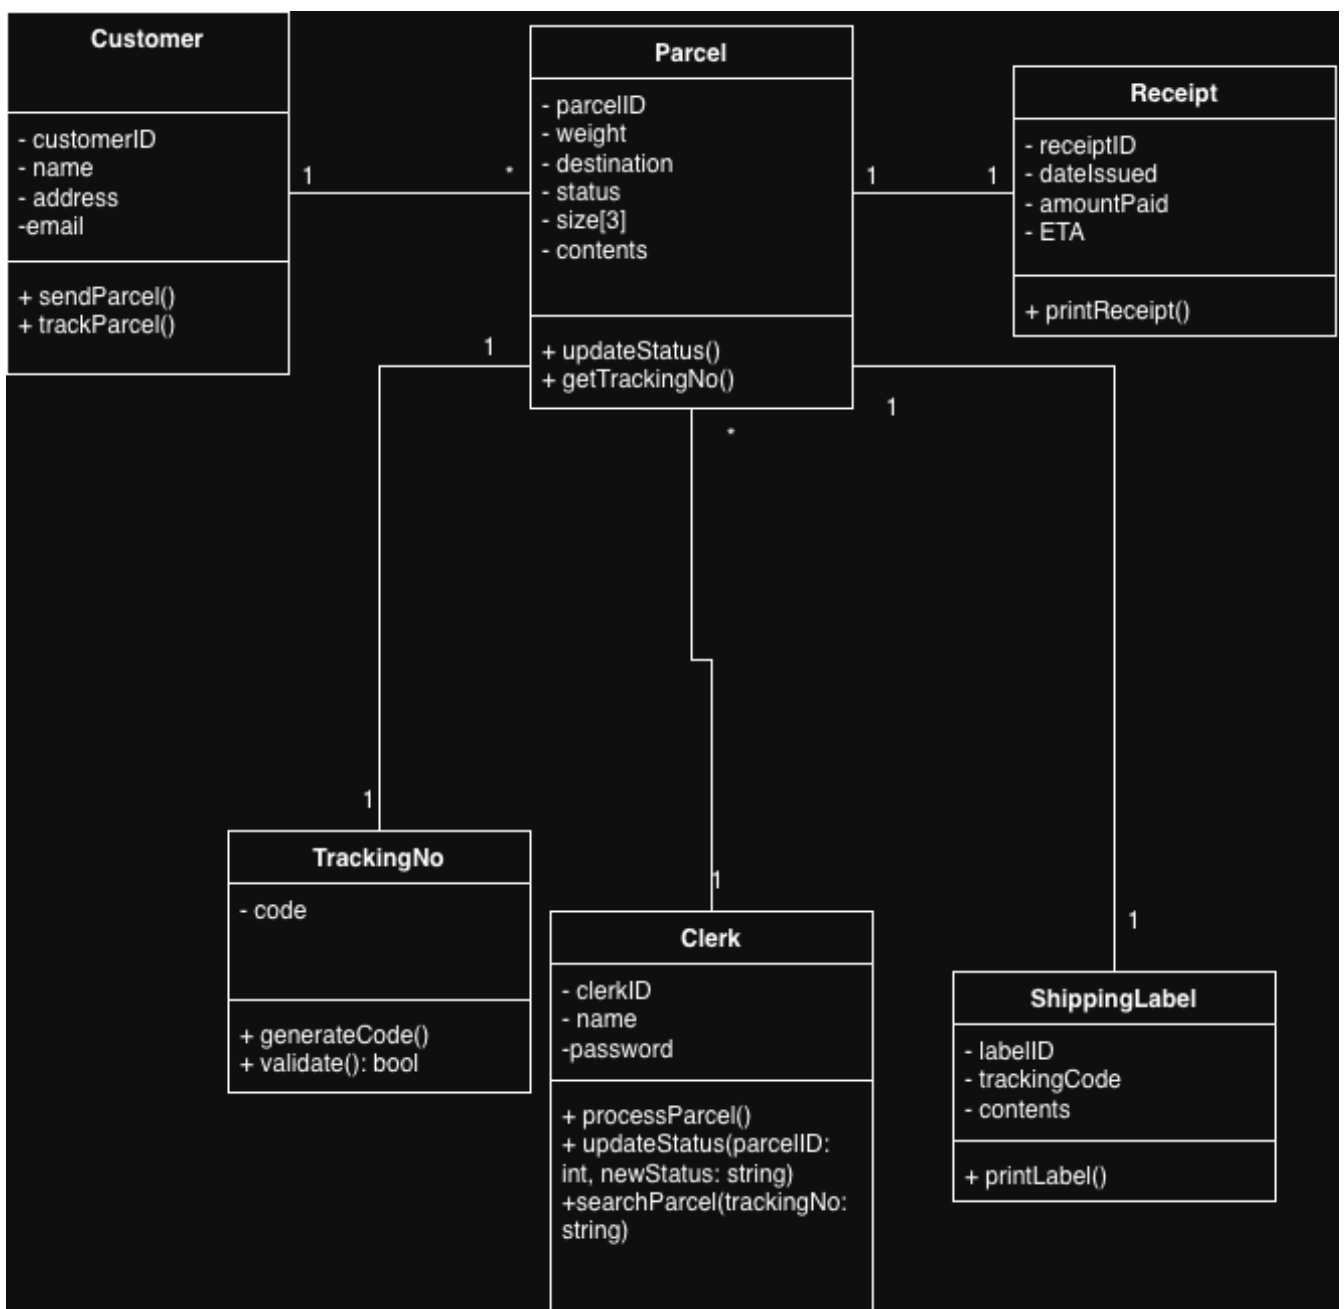 Customer
- customerID
- name
- address
-email
+ sendParcel()
+ trackParcel()
1
*
Parcel
- parcelID
- weight
- destination
- status
- size[3]
- contents
+ updateStatus()
+ getTrackingNo()
1
1
Receipt
- receiptID
- dateIssued
- amountPaid
- ETA
+ printReceipt()
1
*
1
1
TrackingNo
- code
+ generateCode()
+ validate(): bool
1
Clerk
- clerkID
- name
-password
+ processParcel()
+ updateStatus(parcelID:
int, newStatus: string)
+searchParcel(trackingNo:
string)
1
ShippingLabel
- labelID
- trackingCode
- contents
+ printLabel()